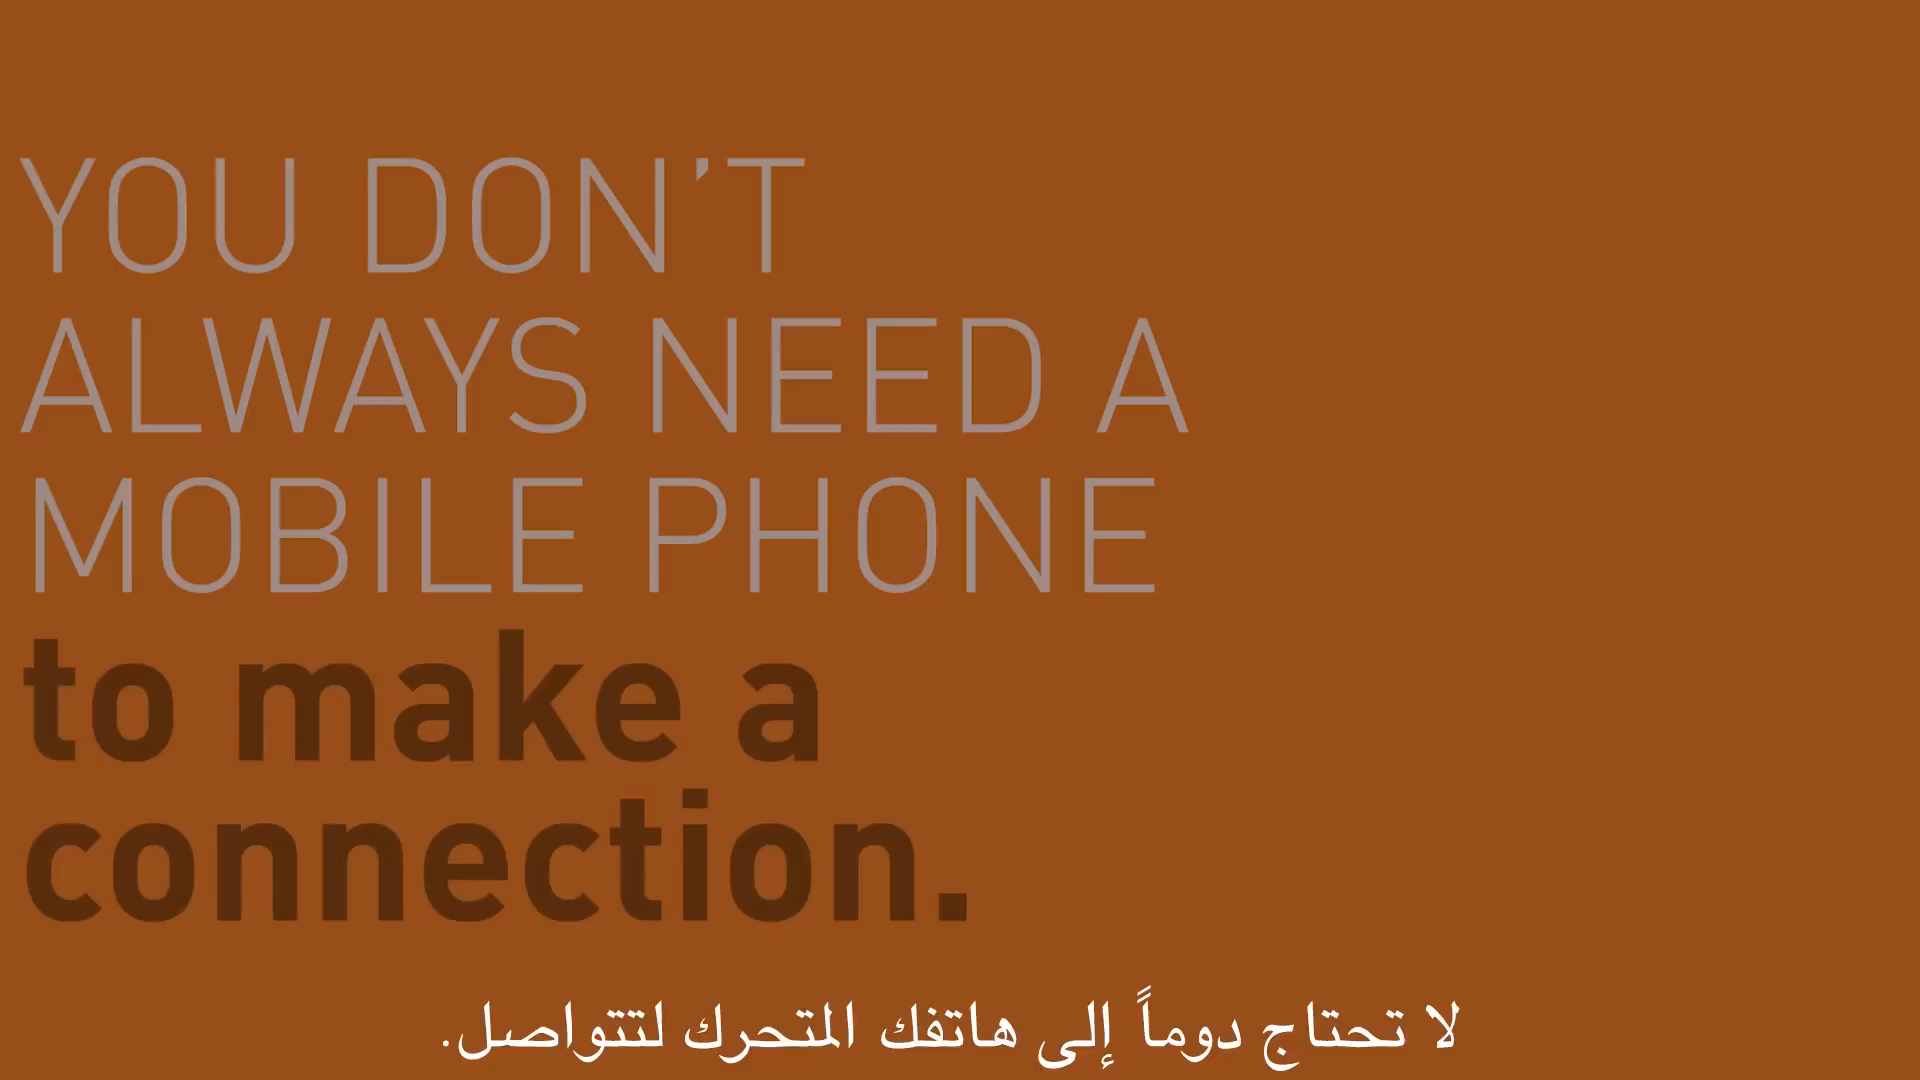 YOU DON'T
ALWAYS NEED A
MOBILE PHONE
to make a
connection.
لا تحتاج دوماً إلى هاتفك المتحرك لتتواصل.